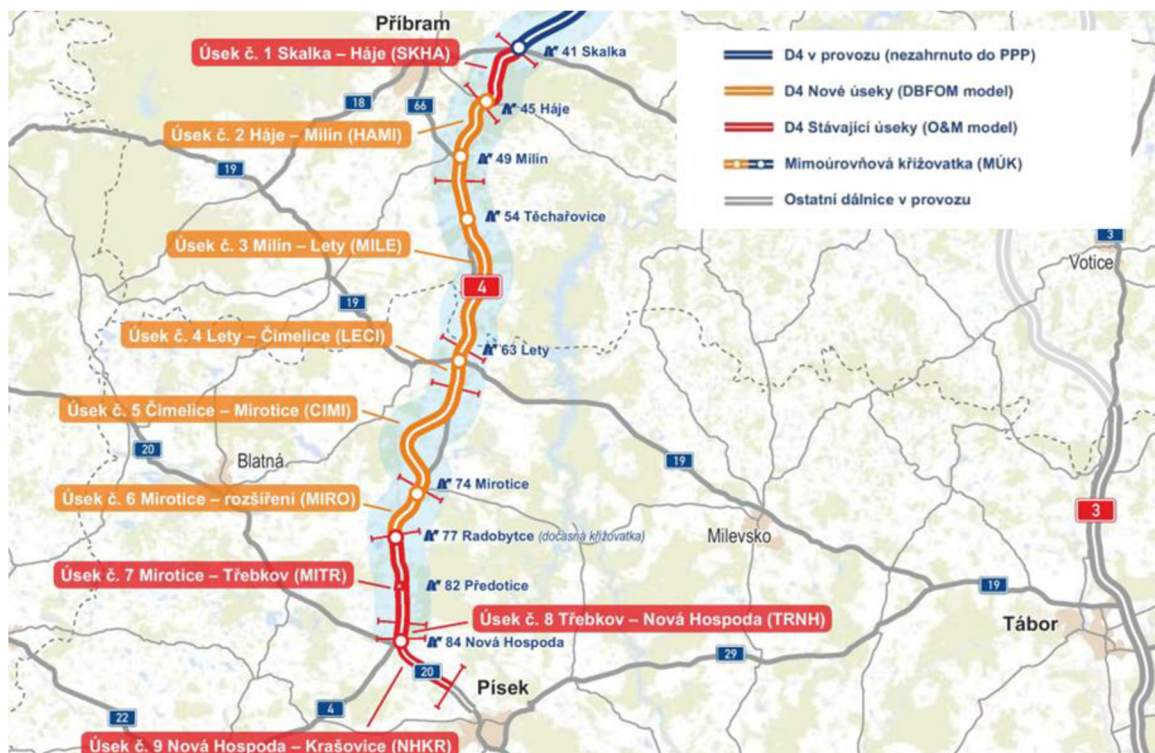 Příbram
Úsek č. 1 Skalka – Háje (SKHA)
41 Skalka
D4 v provozu (nezahrnuto do PPP)
D4 Nové úseky (DBFOM model)
D4 Stávající úseky (O&M model)
Mimoúrovňová křížovatka (MÚK)
Ostatní dálnice v provozu
18
66
45 Háje
Úsek č. 2 Háje – Milín (HAMI)
49 Milín
19
54 Těchařovice
3
Votice
Úsek č. 3 Milín – Lety (MILE)
4
19
Úsek č. 4 Lety – Čimelice (LECI)
63 Lety
Úsek č. 5 Čimelice – Mirotice (CIMI)
20
Blatná
19
74 Mirotice
Úsek č. 6 Mirotice – rozšíření (MIRO)
3
77 Radobytce (dočasná křižovatka)
Milevsko
Úsek č. 7 Mirotice – Třebkov (MITR)
82 Předotice
19
Úsek č. 8 Třebkov – Nová Hospoda (TRNH)
Tábor
84 Nová Hospoda
29
20
Písek
4
22
Úsek č. 9 Nová Hospoda – Krašovice (NHKR)